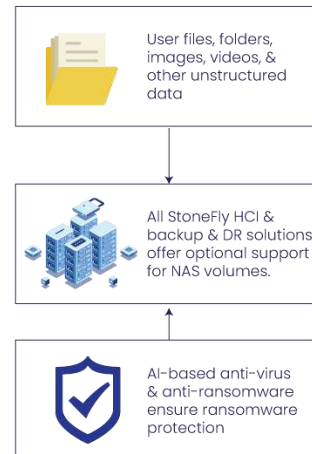 User files, folders,
images, videos, &
other unstructured
data
All StoneFly HCI &
backup & DR solutions
offer optional support
for NAS volumes.
AI-based anti-virus
& anti-ransomware
ensure ransomware
protection